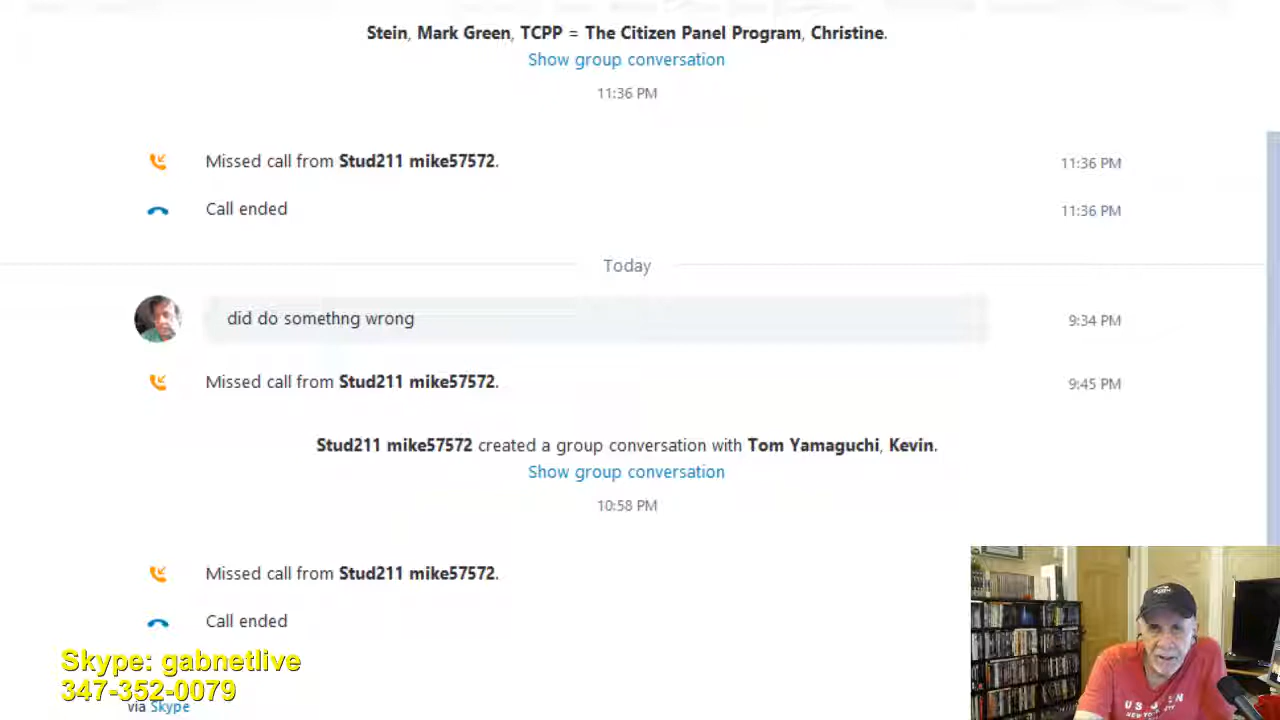 Stein, Mark Green, TCPP = The Citizen Panel Program, Christine.
Show group conversation
11:36 PM
Missed call from Stud211 mike57572.
11:36 PM
Call ended
11:36 PM
Today
did do somethng wrong
9:34 PM
Missed call from Stud211 mike57572.
9:45 PM
Stud211 mike57572 created a group conversation with Tom Yamaguchi, Kevin.
Show group conversation
10:58 PM
Missed call from Stud211 mike57572.
Call ended
Skype: gabnetlive
347-352-0079
via Skype